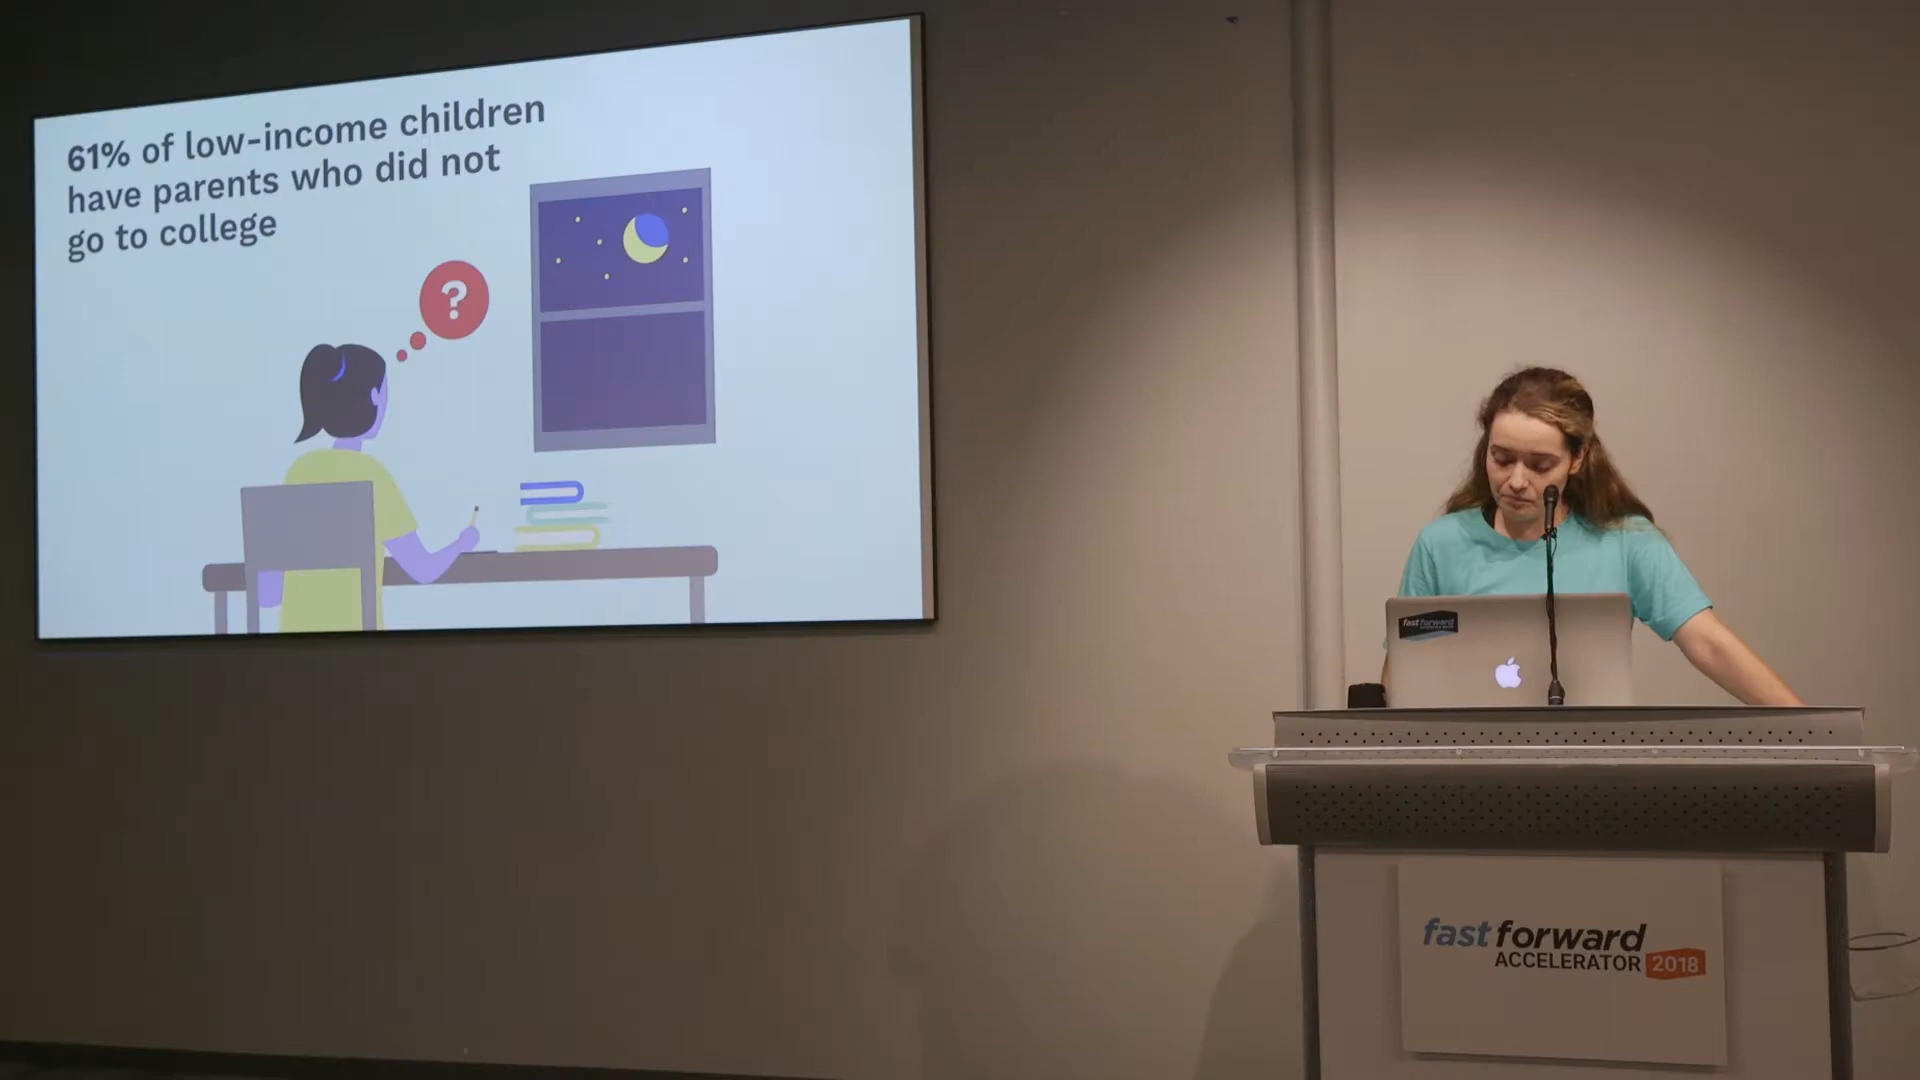 61% of low-income children
have parents who did not
go to college
?
fast forward
fast forward
ACCELERATOR 2018